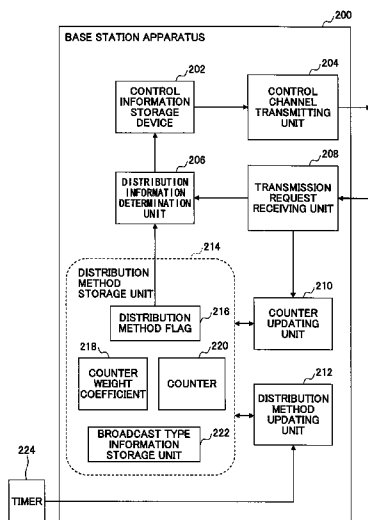 200
BASE STATION APPARATUS
202
CONTROL
INFORMATION
STORAGE
DEVICE
204
CONTROL
CHANNEL
TRANSMITTING
UNIT
206
DISTRIBUTION
INFORMATION
DETERMINATION
UNIT
208
TRANSMISSION
REQUEST
RECEIVING UNIT
214
DISTRIBUTION
METHOD
STORAGE UNIT
DISTRIBUTION
METHOD FLAG
216
210
COUNTER
UPDATING
UNIT
218
COUNTER
WEIGHT
COEFFICIENT
220
COUNTER
212
DISTRIBUTION
METHOD
UPDATING
UNIT
BROADCAST TYPE
INFORMATION
STORAGE UNIT
222
224
TIMER